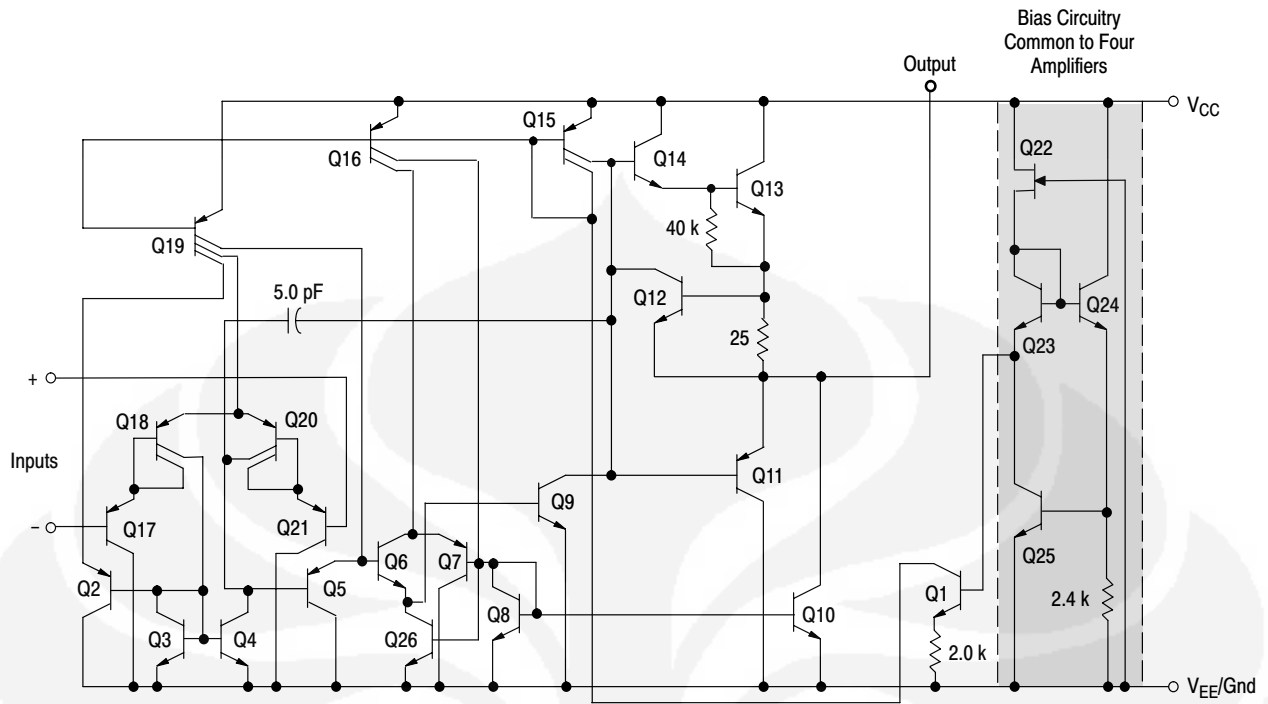 Bias Circuitry
Common to Four
Amplifiers
Output
VCC
Q15
Q22
Q16
Q14
Q13
Q19
40 k
5.0 pF
Q12
Q24
25
Q23
+
Q18
Q20
Inputs
Q11
Q9
–
Q17
Q21
Q25
Q6
Q7
Q2
Q5
Q1
2.4 k
Q8
Q10
Q3
Q4
Q26
2.0 k
VEE/Gnd